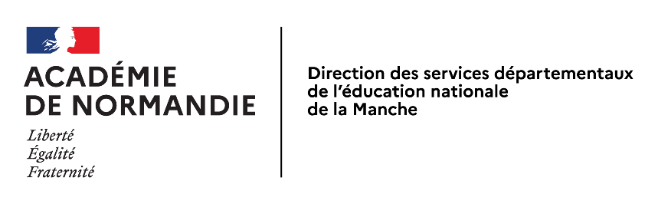 ACADÉMIE
DE NORMANDIE
Liberté
Égalité
Fraternité
Direction des services départementaux
de l'éducation nationale
de la Manche